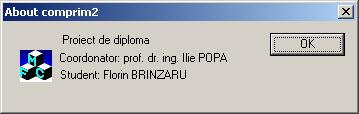 About comprim2
Proiect de diploma
OK
Coordonator: prof. dr. ing. Ilie POPA
Student: Florin BRINZARU
M
F C